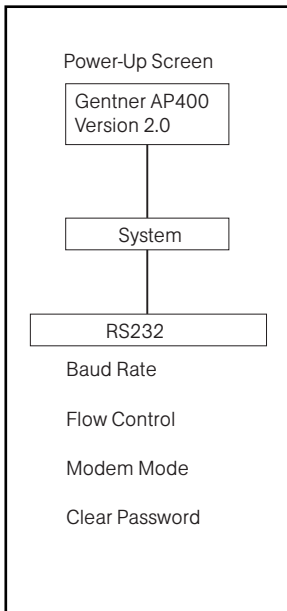 Power-Up Screen
Gentner AP400
Version 2.0
System
RS232
Baud Rate
Flow Control
Modem Mode
Clear Password